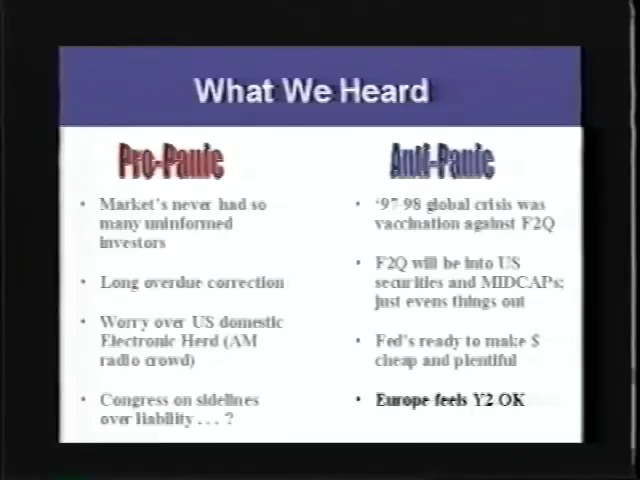 What We Heard
Pro-Panic
• Market's never had so
many uninformed
investors
• Long overdue correction
• Worry over US domestic
Electronic Herd (AM
radio crowd)
• Congress on sidelines
over liability . . . ?
Anti-Panic
• '97-98 global crisis was
vaccination against F2Q
• F2Q will be into US
securities and MIDCAPs;
just evens things out
• Fed's ready to make $
cheap and plentiful
• Europe feels Y2 OK